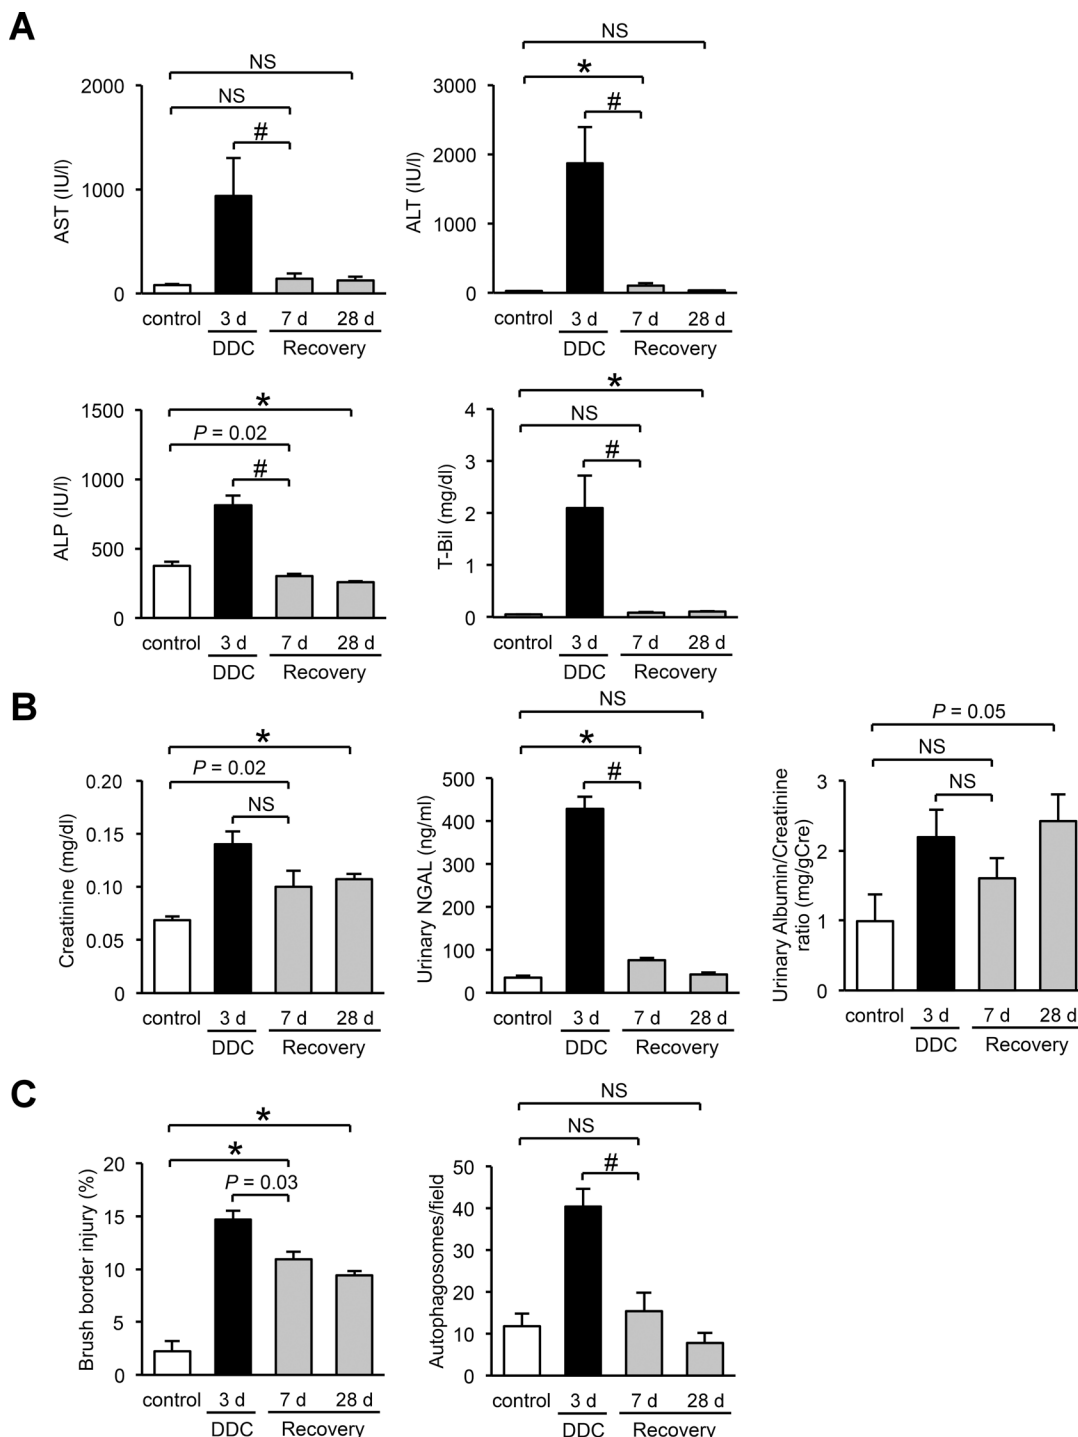 A
NS
NS
#
2000
1000
0
AST (IU/l)
control 3 d 7 d 28 d
DDC Recovery
NS
*
#
3000
2000
1000
0
ALT (IU/l)
control 3 d 7 d 28 d
DDC Recovery
*
P = 0.02
#
1500
1000
500
0
ALP (IU/l)
control 3 d 7 d 28 d
DDC Recovery
*
NS
#
4
3
2
1
0
T-Bil (mg/dl)
control 3 d 7 d 28 d
DDC Recovery
B
*
P = 0.02
NS
0.20
0.15
0.10
0.05
0
Creatinine (mg/dl)
control 3 d 7 d 28 d
DDC Recovery
NS
*
#
500
400
300
200
100
0
Urinary NGAL (ng/ml)
control 3 d 7 d 28 d
DDC Recovery
P = 0.05
NS
NS
3
2
1
0
Urinary Albumin/Creatinine
ratio (mg/gCre)
control 3 d 7 d 28 d
DDC Recovery
C
*
*
P = 0.03
20
15
10
5
0
Brush border injury (%)
control 3 d 7 d 28 d
DDC Recovery
NS
NS
#
50
40
30
20
10
0
Autophagosomes/field
control 3 d 7 d 28 d
DDC Recovery